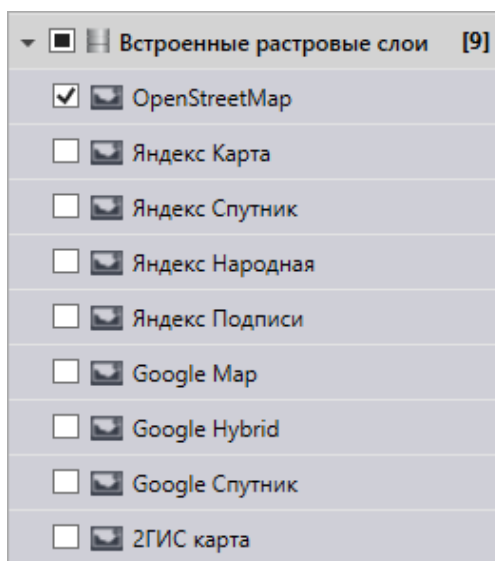 Встроенные растровые слои [9]
OpenStreetMap
Яндекс Карта
Яндекс Спутник
Яндекс Народная
Яндекс Подписи
Google Map
Google Hybrid
Google Спутник
2ГИС карта